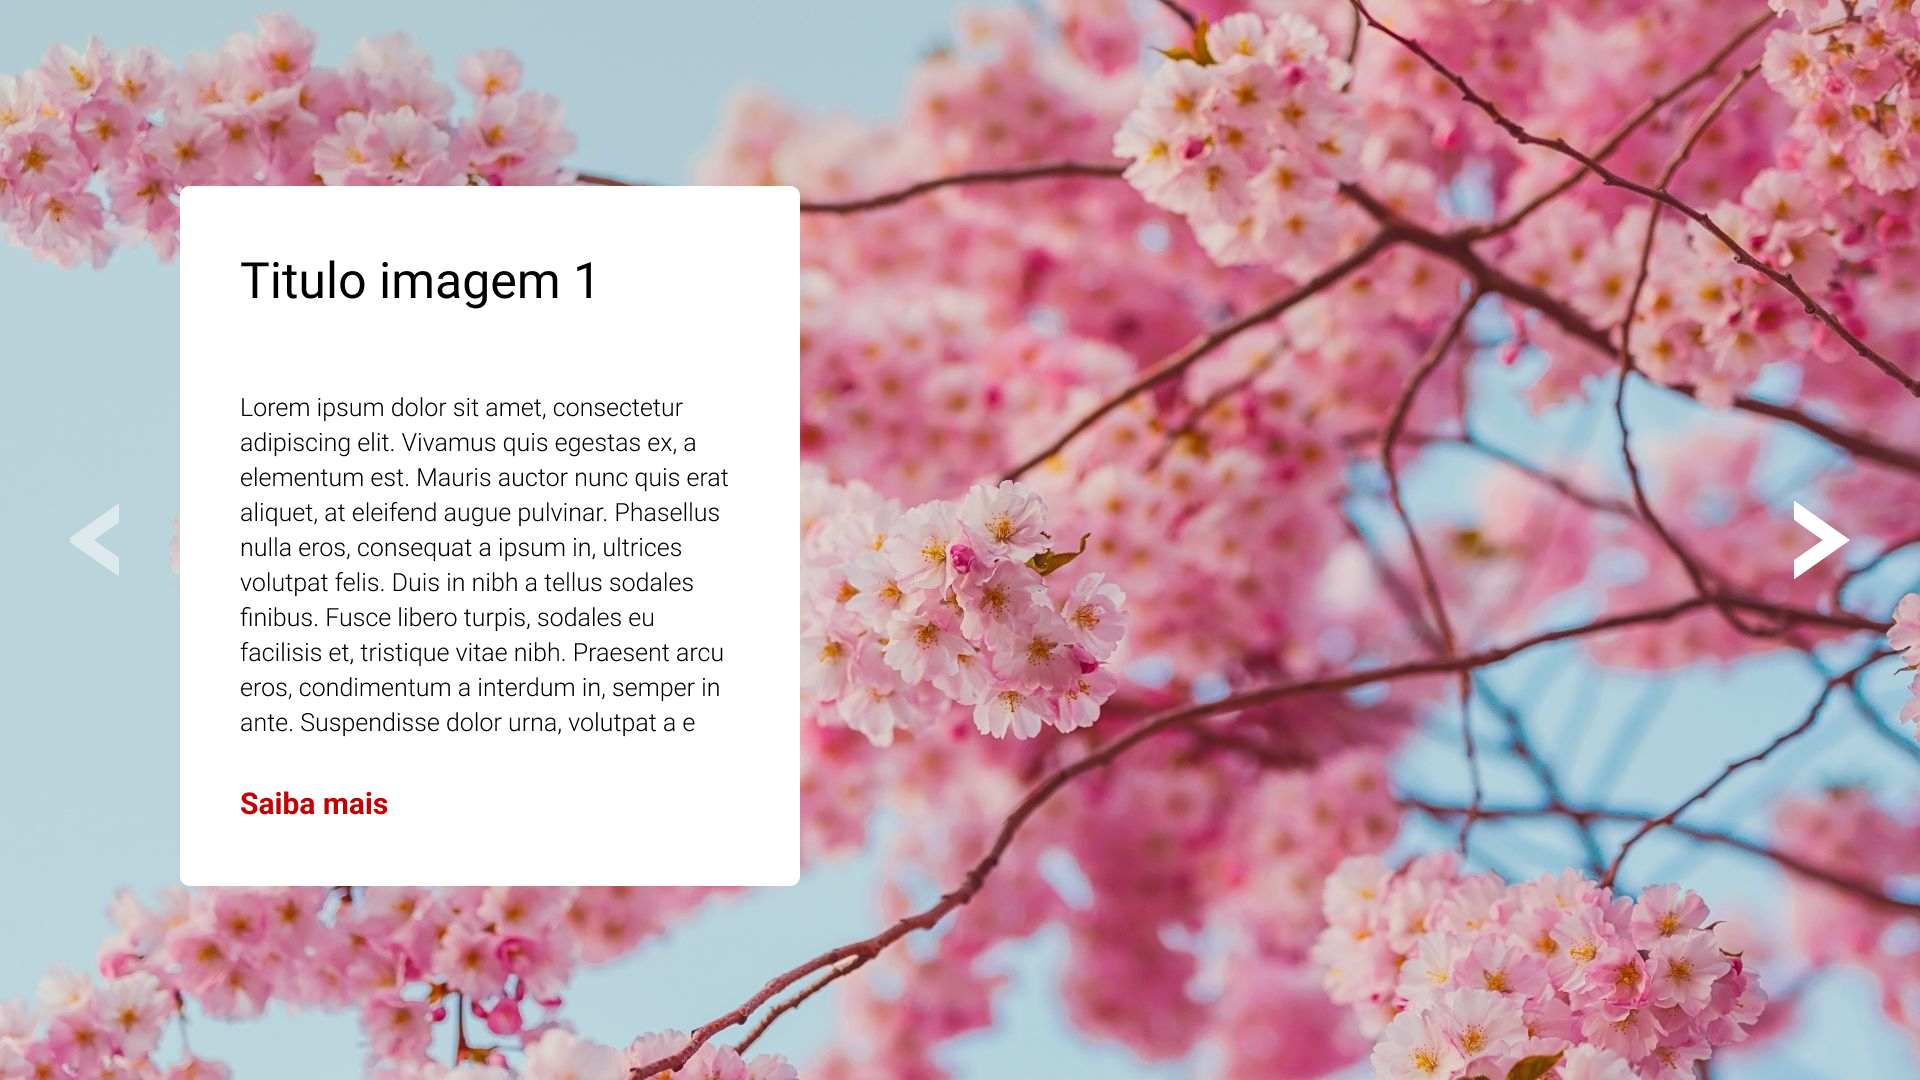 Titulo imagem 1
Lorem ipsum dolor sit amet, consectetur
adipiscing elit. Vivamus quis egestas ex, a
elementum est. Mauris auctor nunc quis erat
aliquet, at eleifend augue pulvinar. Phasellus
nulla eros, consequat a ipsum in, ultrices
volutpat felis. Duis in nibh a tellus sodales
finibus. Fusce libero turpis, sodales eu
facilisis et, tristique vitae nibh. Praesent arcu
eros, condimentum a interdum in, semper in
ante. Suspendisse dolor urna, volutpat a e
Saiba mais